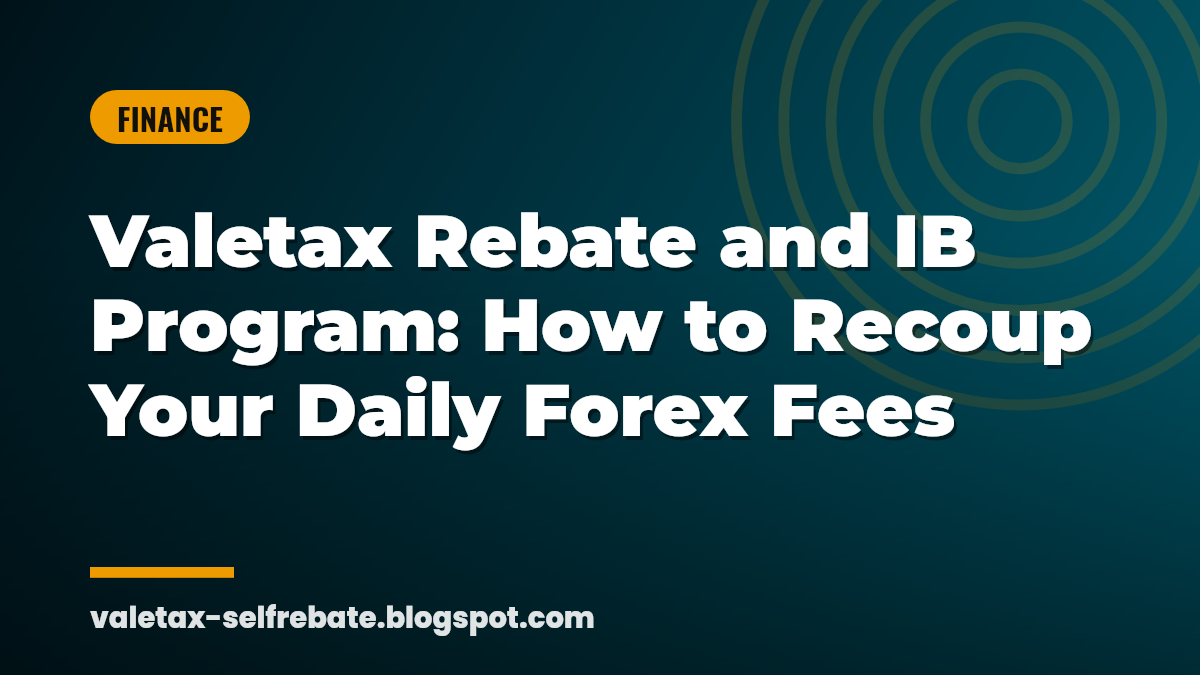 FINANCE
Valetax Rebate and IB
Program: How to Recoup
Your Daily Forex Fees
valetax-selfrebate.blogspot.com